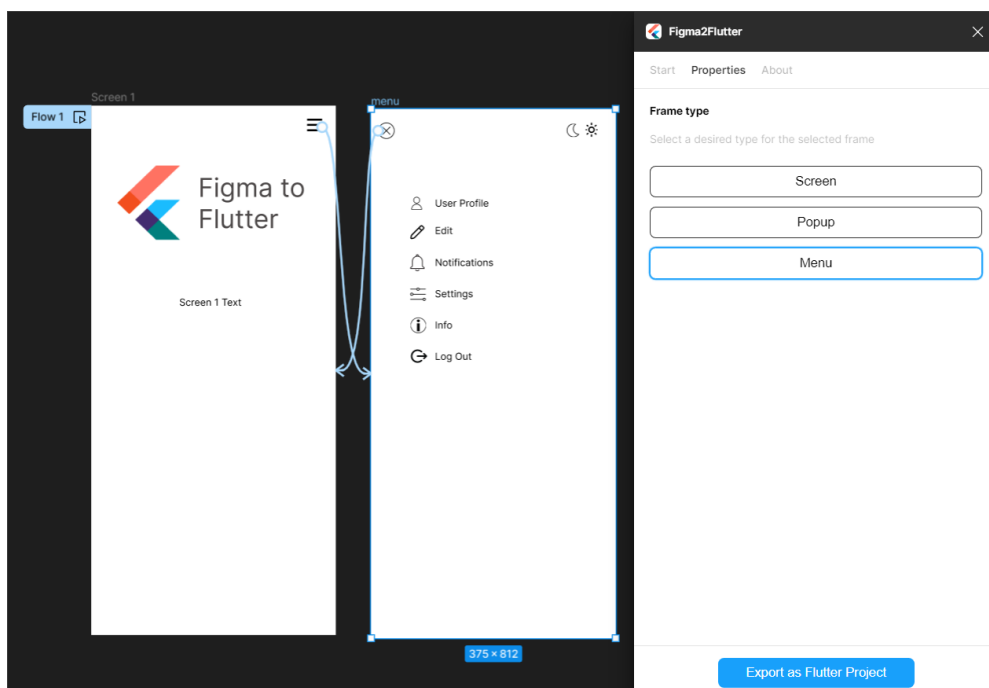 Figma2Flutter
Start Properties About
Screen 1
Flow 1
menu
Frame type
Select a desired type for the selected frame
Screen
Popup
Menu
Figma to
Flutter
Screen 1 Text
User Profile
Edit
Notifications
Settings
Info
Log Out
375 × 812
Export as Flutter Project